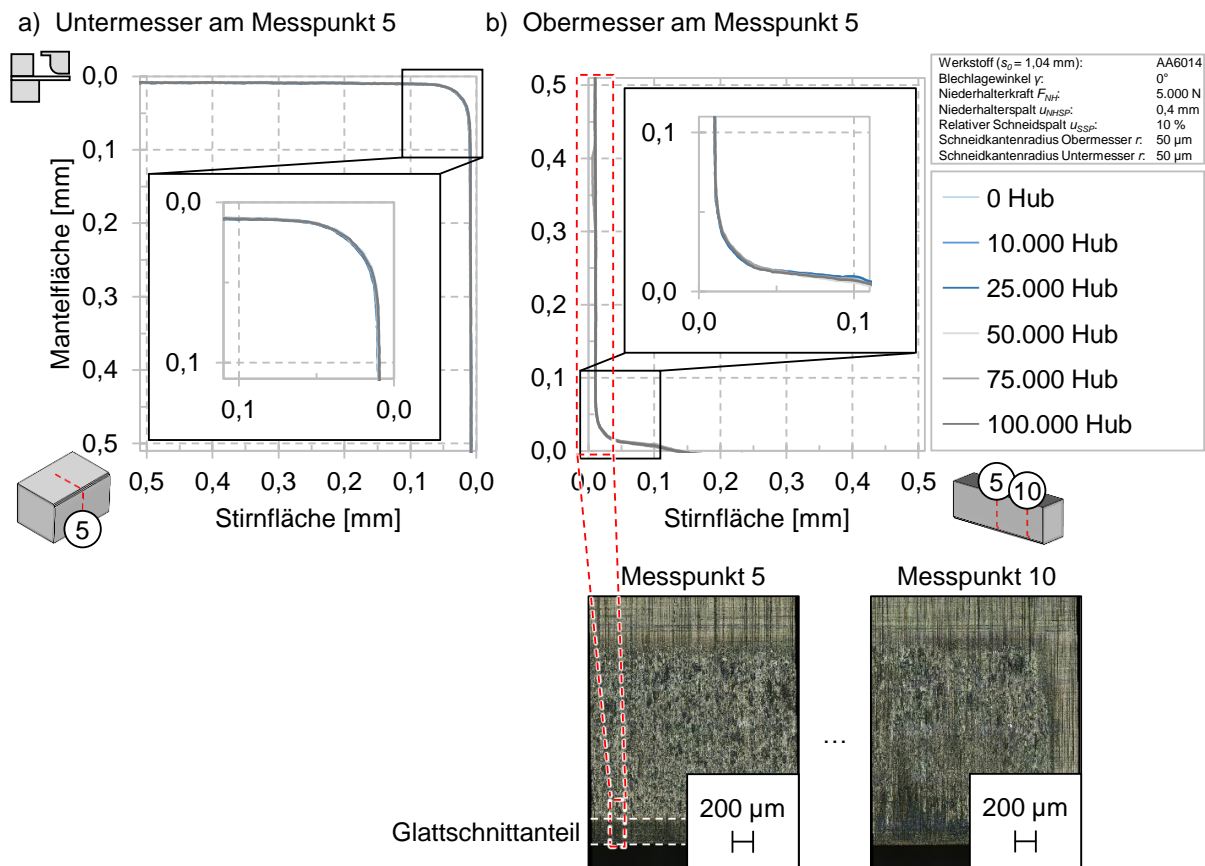 a) Untermesser am Messpunkt 5
b) Obermesser am Messpunkt 5
Werkstoff (s0 = 1,04 mm): AA6014
Blechlagewinkel γ: 0°
Niederhalterkraft FNH: 5.000 N
Niederhalterspalt uNHSP: 0,4 mm
Relativer Schneidspalt uSSP: 10 %
Schneidkantenradius Obermesser r: 50 µm
Schneidkantenradius Untermesser r: 50 µm
Mantelfläche [mm]
0,0
0,1
0,2
0,3
0,4
0,5
0,5 0,4 0,3 0,2 0,1 0,0
Stirnfläche [mm]
0,0
0,1
0,1 0,0
5
0,5
0,4
0,3
0,2
0,1
0,0
0,0 0,1 0,2 0,3 0,4 0,5
Stirnfläche [mm]
0,1
0,0
0,0 0,1
0 Hub
10.000 Hub
25.000 Hub
50.000 Hub
75.000 Hub
100.000 Hub
5 10
Messpunkt 5
Messpunkt 10
...
200 µm
200 µm
Glattschnittanteil